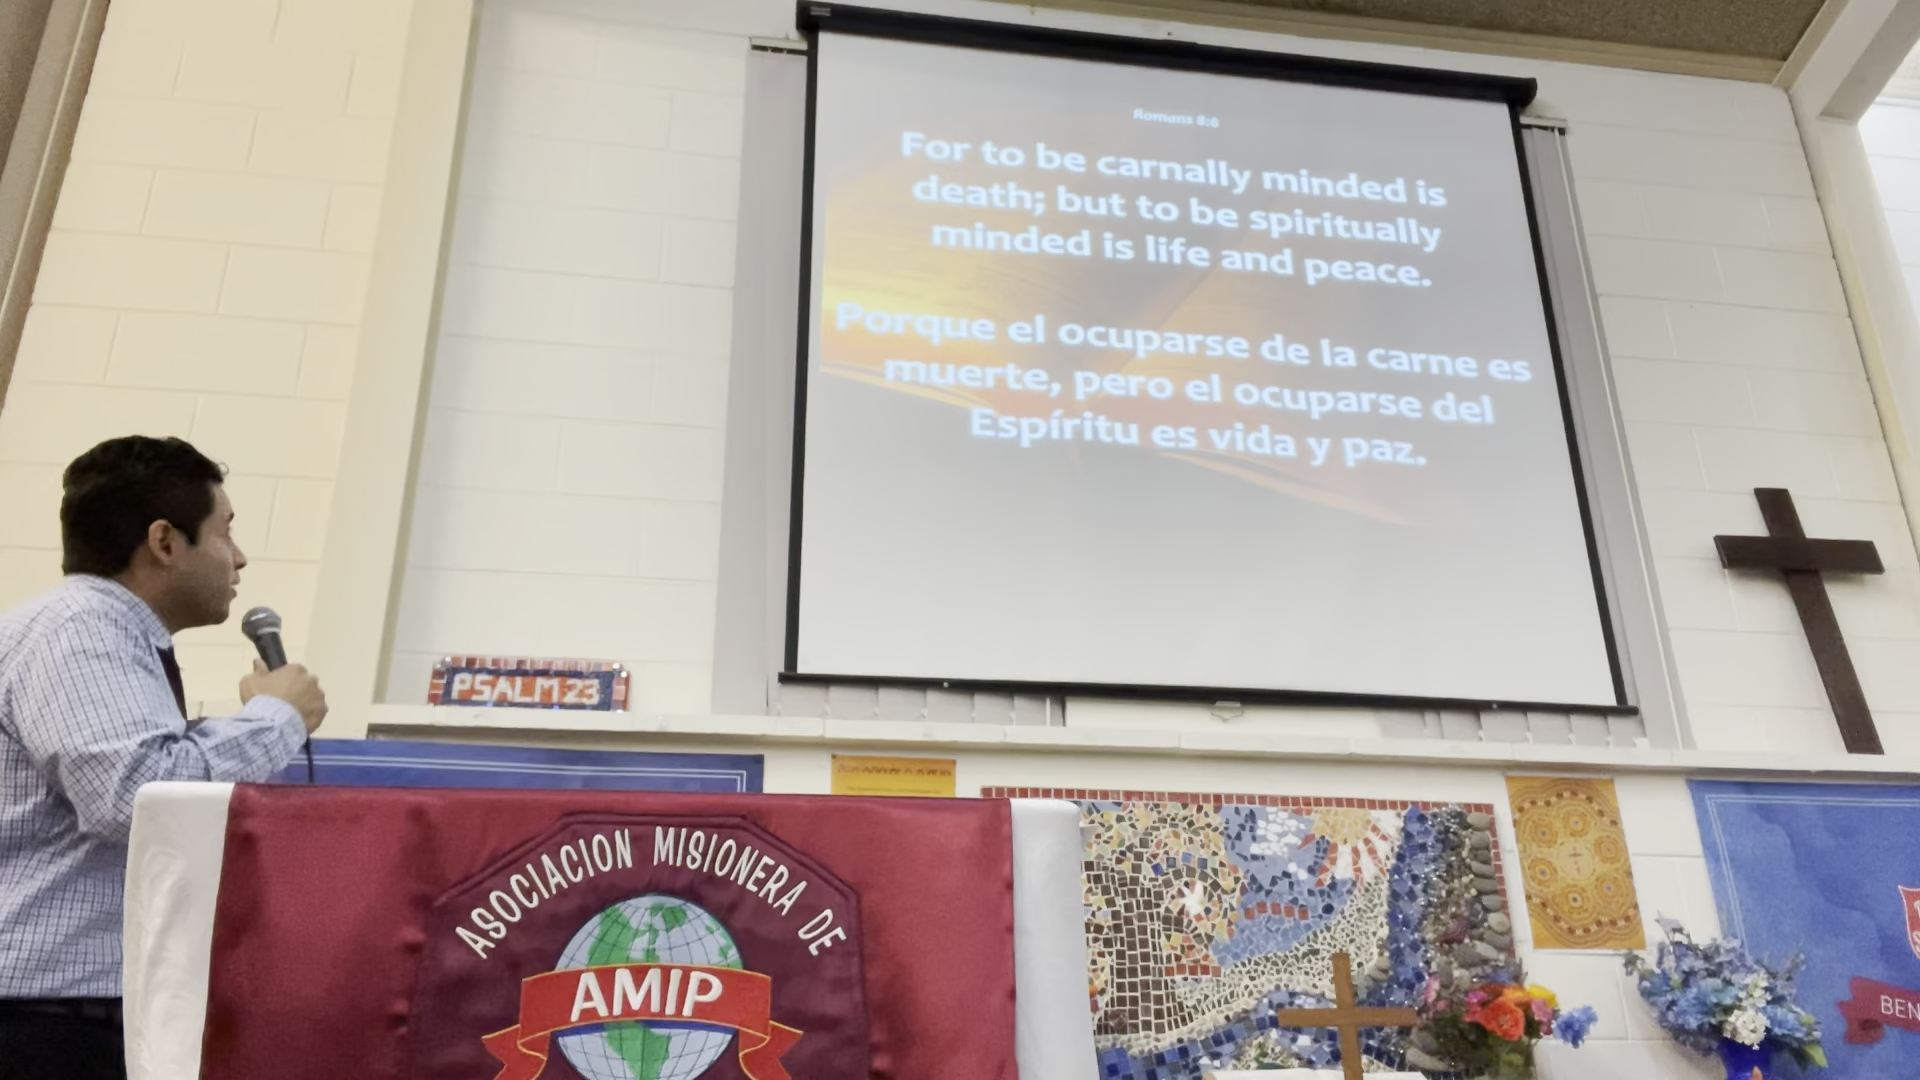 Romans 8:6
For to be carnally minded is
death; but to be spiritually
minded is life and peace.
Porque el ocuparse de la carne es
muerte, pero el ocuparse del
Espíritu es vida y paz.
PSALM 23
ASOCIACION MISIONERA DE
AMIP
BEN